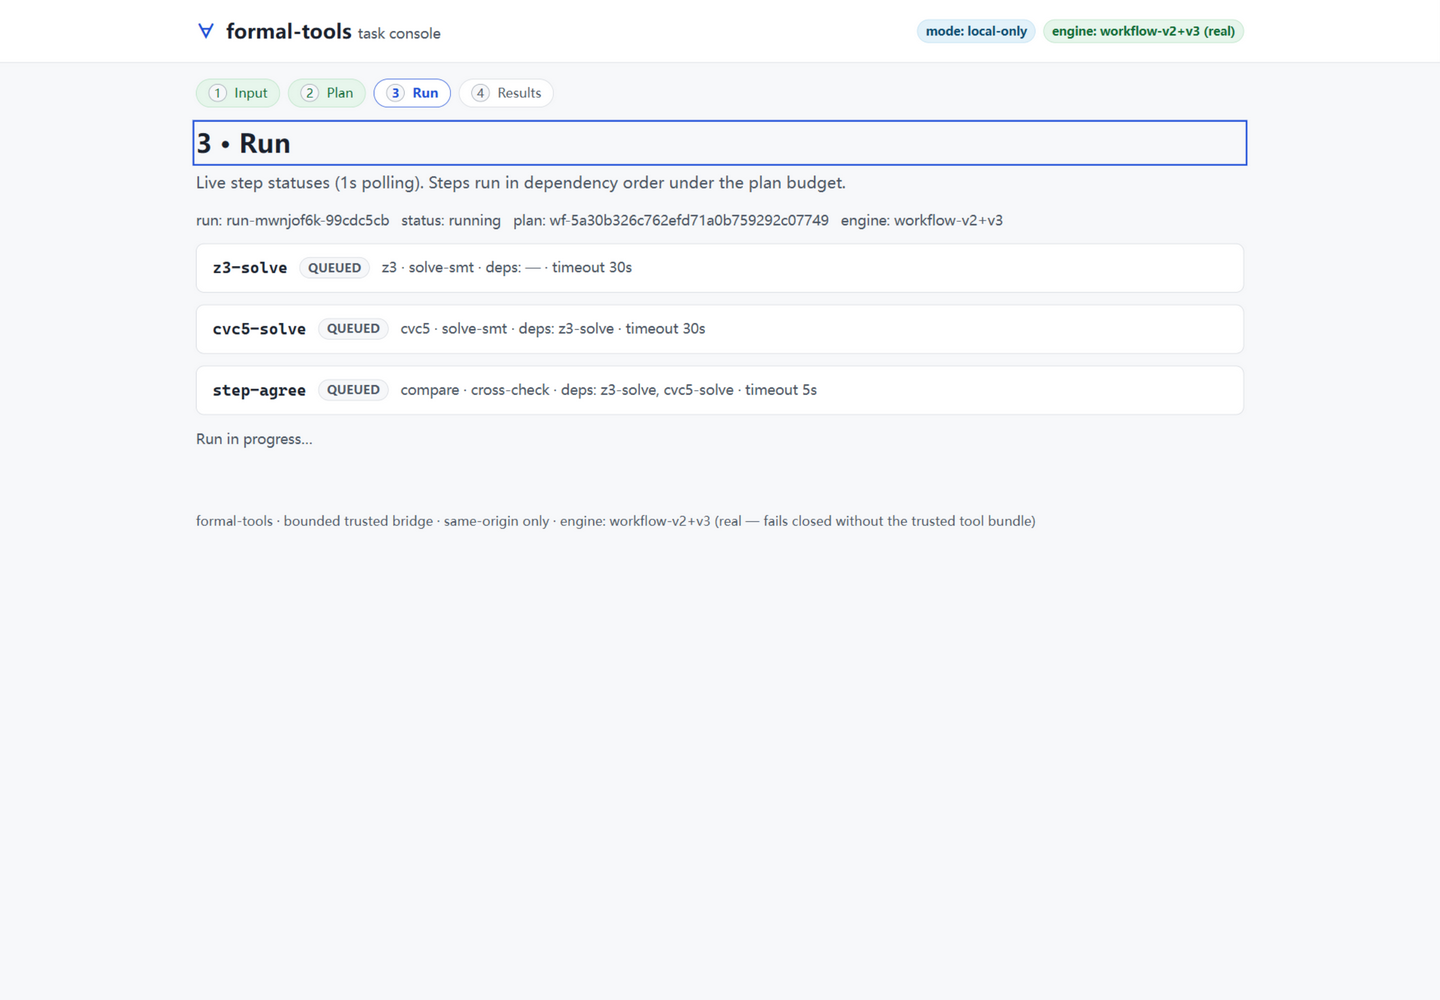 ∀ formal-tools task console
mode: local-only
engine: workflow-v2+v3 (real)
1 Input
2 Plan
3 Run
4 Results
3 • Run
Live step statuses (1s polling). Steps run in dependency order under the plan budget.
run: run-mwnjof6k-99cdc5cb status: running plan: wf-5a30b326c762efd71a0b759292c07749 engine: workflow-v2+v3
z3-solve QUEUED z3 · solve-smt · deps: — · timeout 30s
cvc5-solve QUEUED cvc5 · solve-smt · deps: z3-solve · timeout 30s
step-agree QUEUED compare · cross-check · deps: z3-solve, cvc5-solve · timeout 5s
Run in progress...
formal-tools · bounded trusted bridge · same-origin only · engine: workflow-v2+v3 (real — fails closed without the trusted tool bundle)